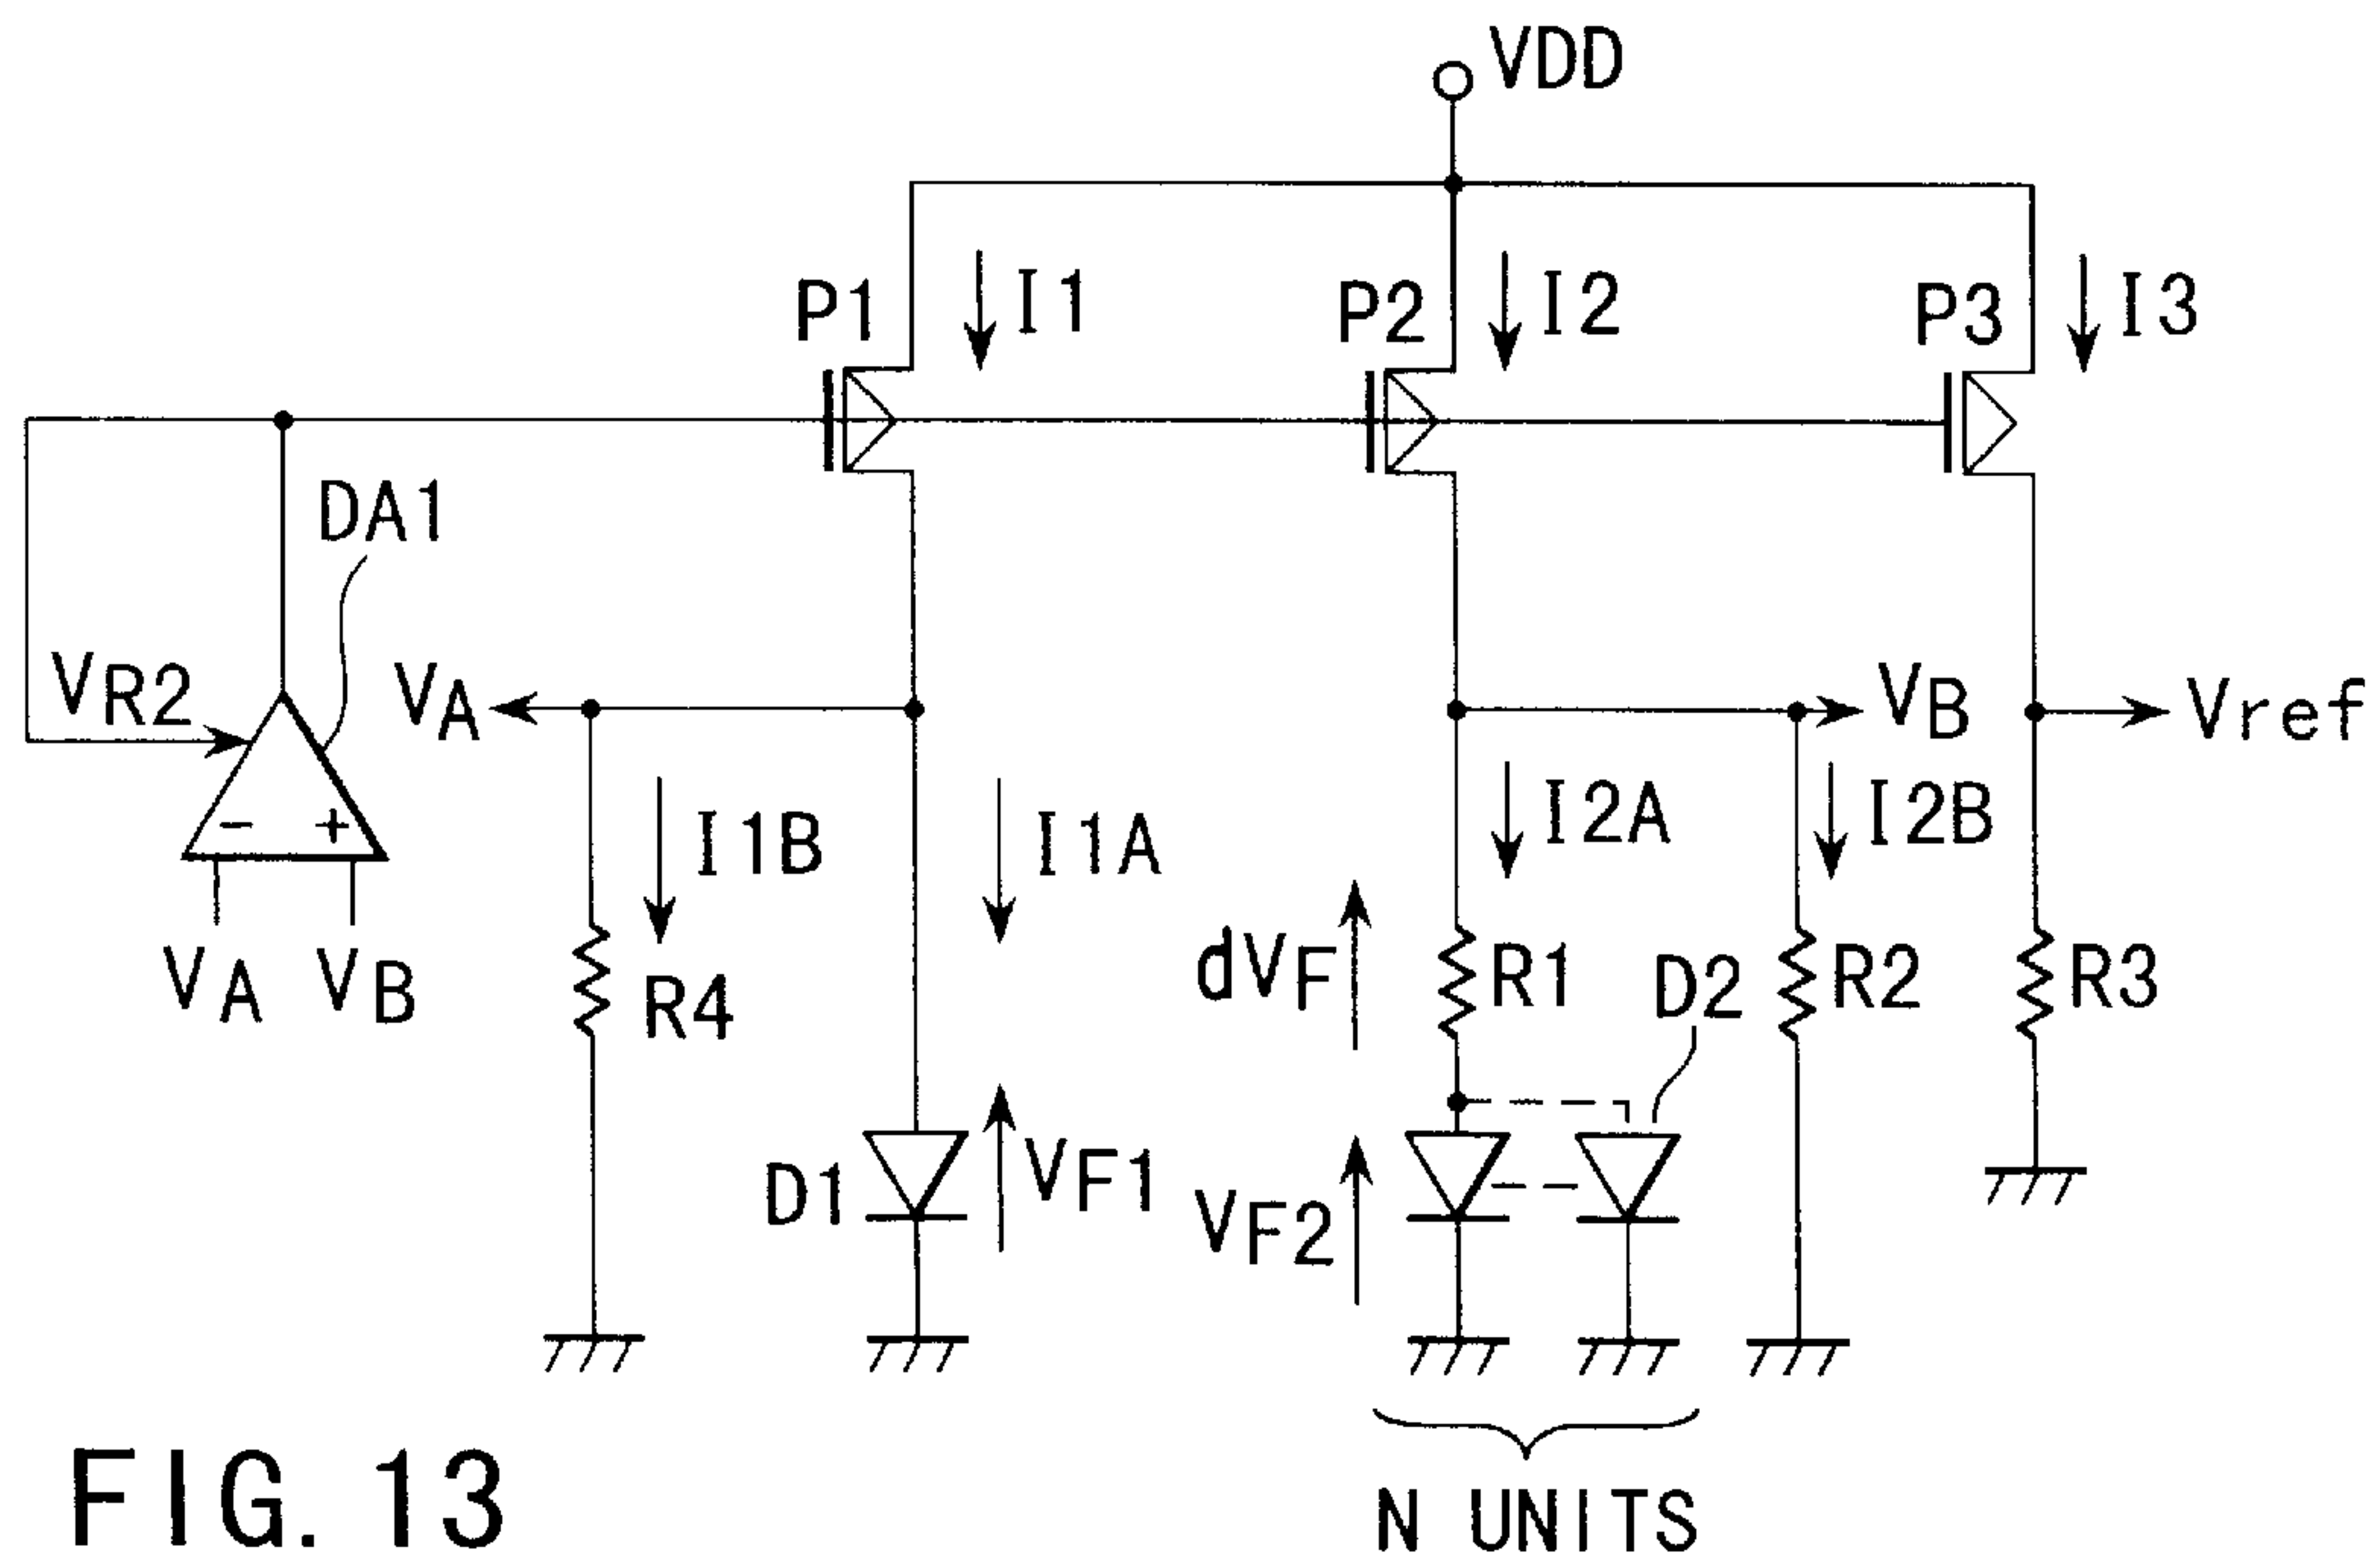 VDD
P1
I1
P2
I2
P3
I3
DA1
VR2
VA
VB
Vref
- +
I1B
I1A
I2A
I2B
VA VB
R4
dVF
R1
D2
R2
R3
D1
VF1
VF2
N UNITS
FIG. 13